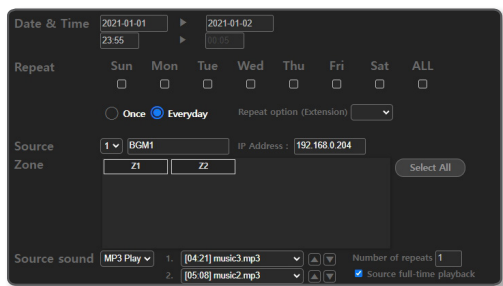 Date & Time 2021-01-01 2021-01-02
23:55 00:05
Repeat Sun Mon Tue Wed Thu Fri Sat ALL
Once Everyday Repeat option (Extension)
Source 1 BGM1 IP Address : 192.168.0.204
Zone Z1 Z2 Select All
Source sound MP3 Play 1. [04:21] music3.mp3 Number of repeats 1
2. [05:08] music2.mp3 Source full-time playback